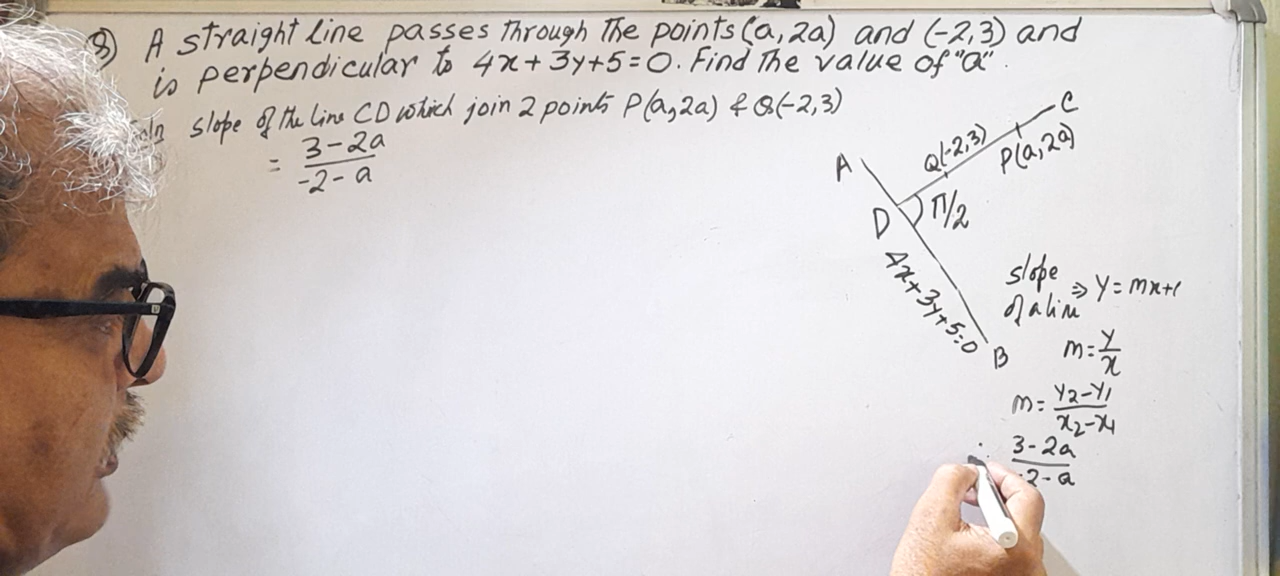 8) A straight line passes through the points (a, 2a) and (-2, 3) and
is perpendicular to 4x + 3y + 5 = 0. Find the value of "a".
slope of the line CD which join 2 points P(a, 2a) & Q(-2, 3)
= 3 - 2a / -2 - a
A
D
C
B
Q(-2, 3)
P(a, 2a)
π/2
4x + 3y + 5 = 0
slope
of a line ⇒ y = mx + c
m = y/x
m = y2 - y1 / x2 - x1
3 - 2a / -2 - a